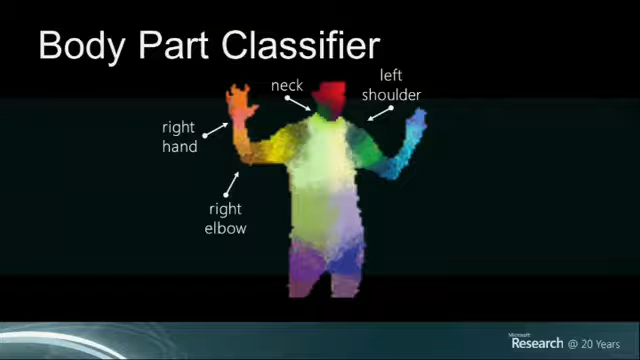 Body Part Classifier
neck
left
shoulder
right
hand
right
elbow
Microsoft
Research @ 20 Years